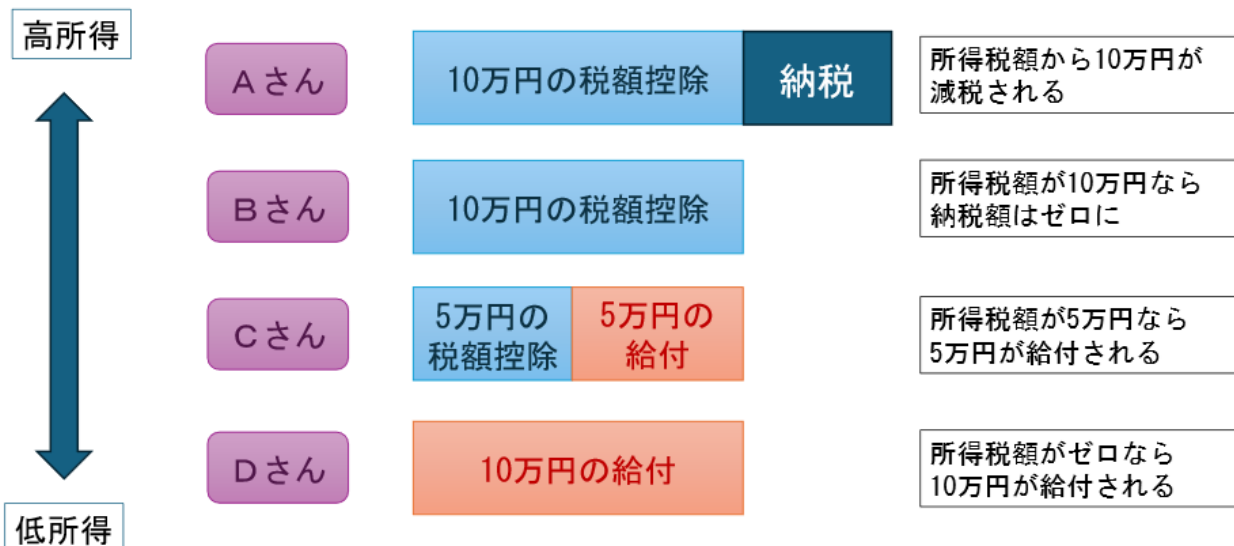 高所得
Aさん
10万円の税額控除
納税
所得税額から10万円が
減税される
Bさん
10万円の税額控除
所得税額が10万円なら
納税額はゼロに
Cさん
5万円の
税額控除
5万円の
給付
所得税額が5万円なら
5万円が給付される
Dさん
10万円の給付
所得税額がゼロなら
10万円が給付される
低所得